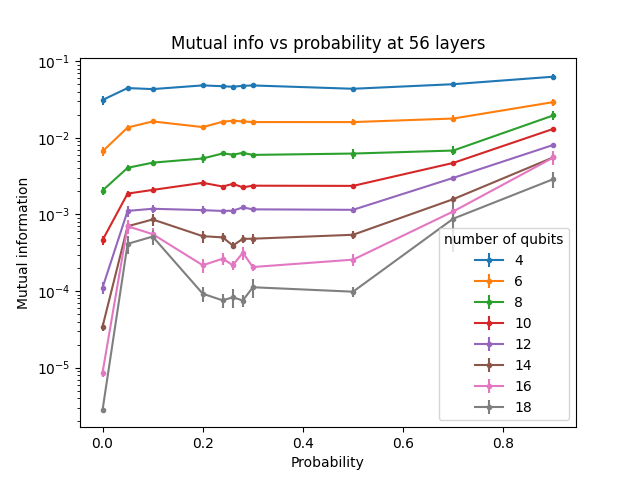 Mutual info vs probability at 56 layers
Mutual information
10⁻¹
10⁻²
10⁻³
10⁻⁴
10⁻⁵
number of qubits
4
6
8
10
12
14
16
18
0.0 0.2 0.4 0.6 0.8
Probability